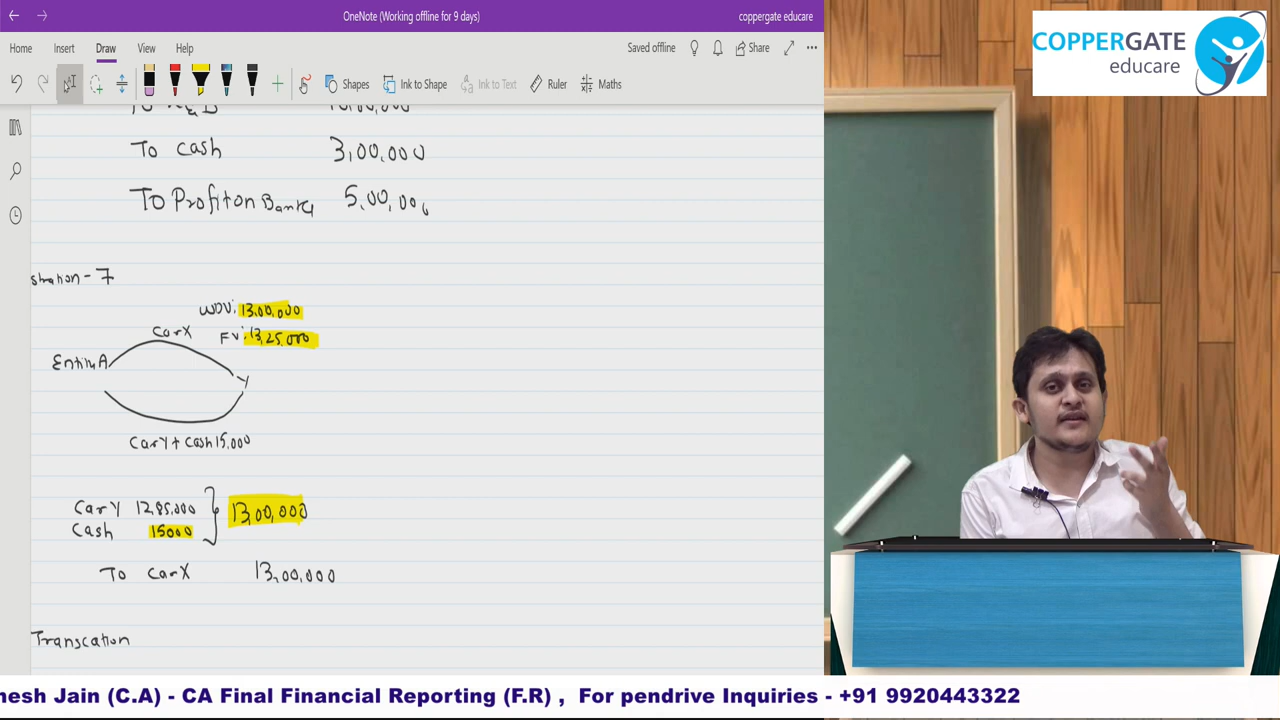 OneNote (Working offline for 9 days)
coppergate educare
Home Insert Draw View Help
Saved offline
Share
Shapes Ink to Shape Ink to Text Ruler Maths
COPPERGATE
educare
To cash 3,00,000
To Profit on Bank 5,00,000
stration - 7
WDV: 13,00,000
Car X
FV: 13,25,000
Entity A
Y
Car Y + Cash 15,000
Car Y 12,85,000
13,00,000
Cash 15000
To Car X 13,00,000
Transcation
nesh Jain (C.A) - CA Final Financial Reporting (F.R) , For pendrive Inquiries - +91 9920443322